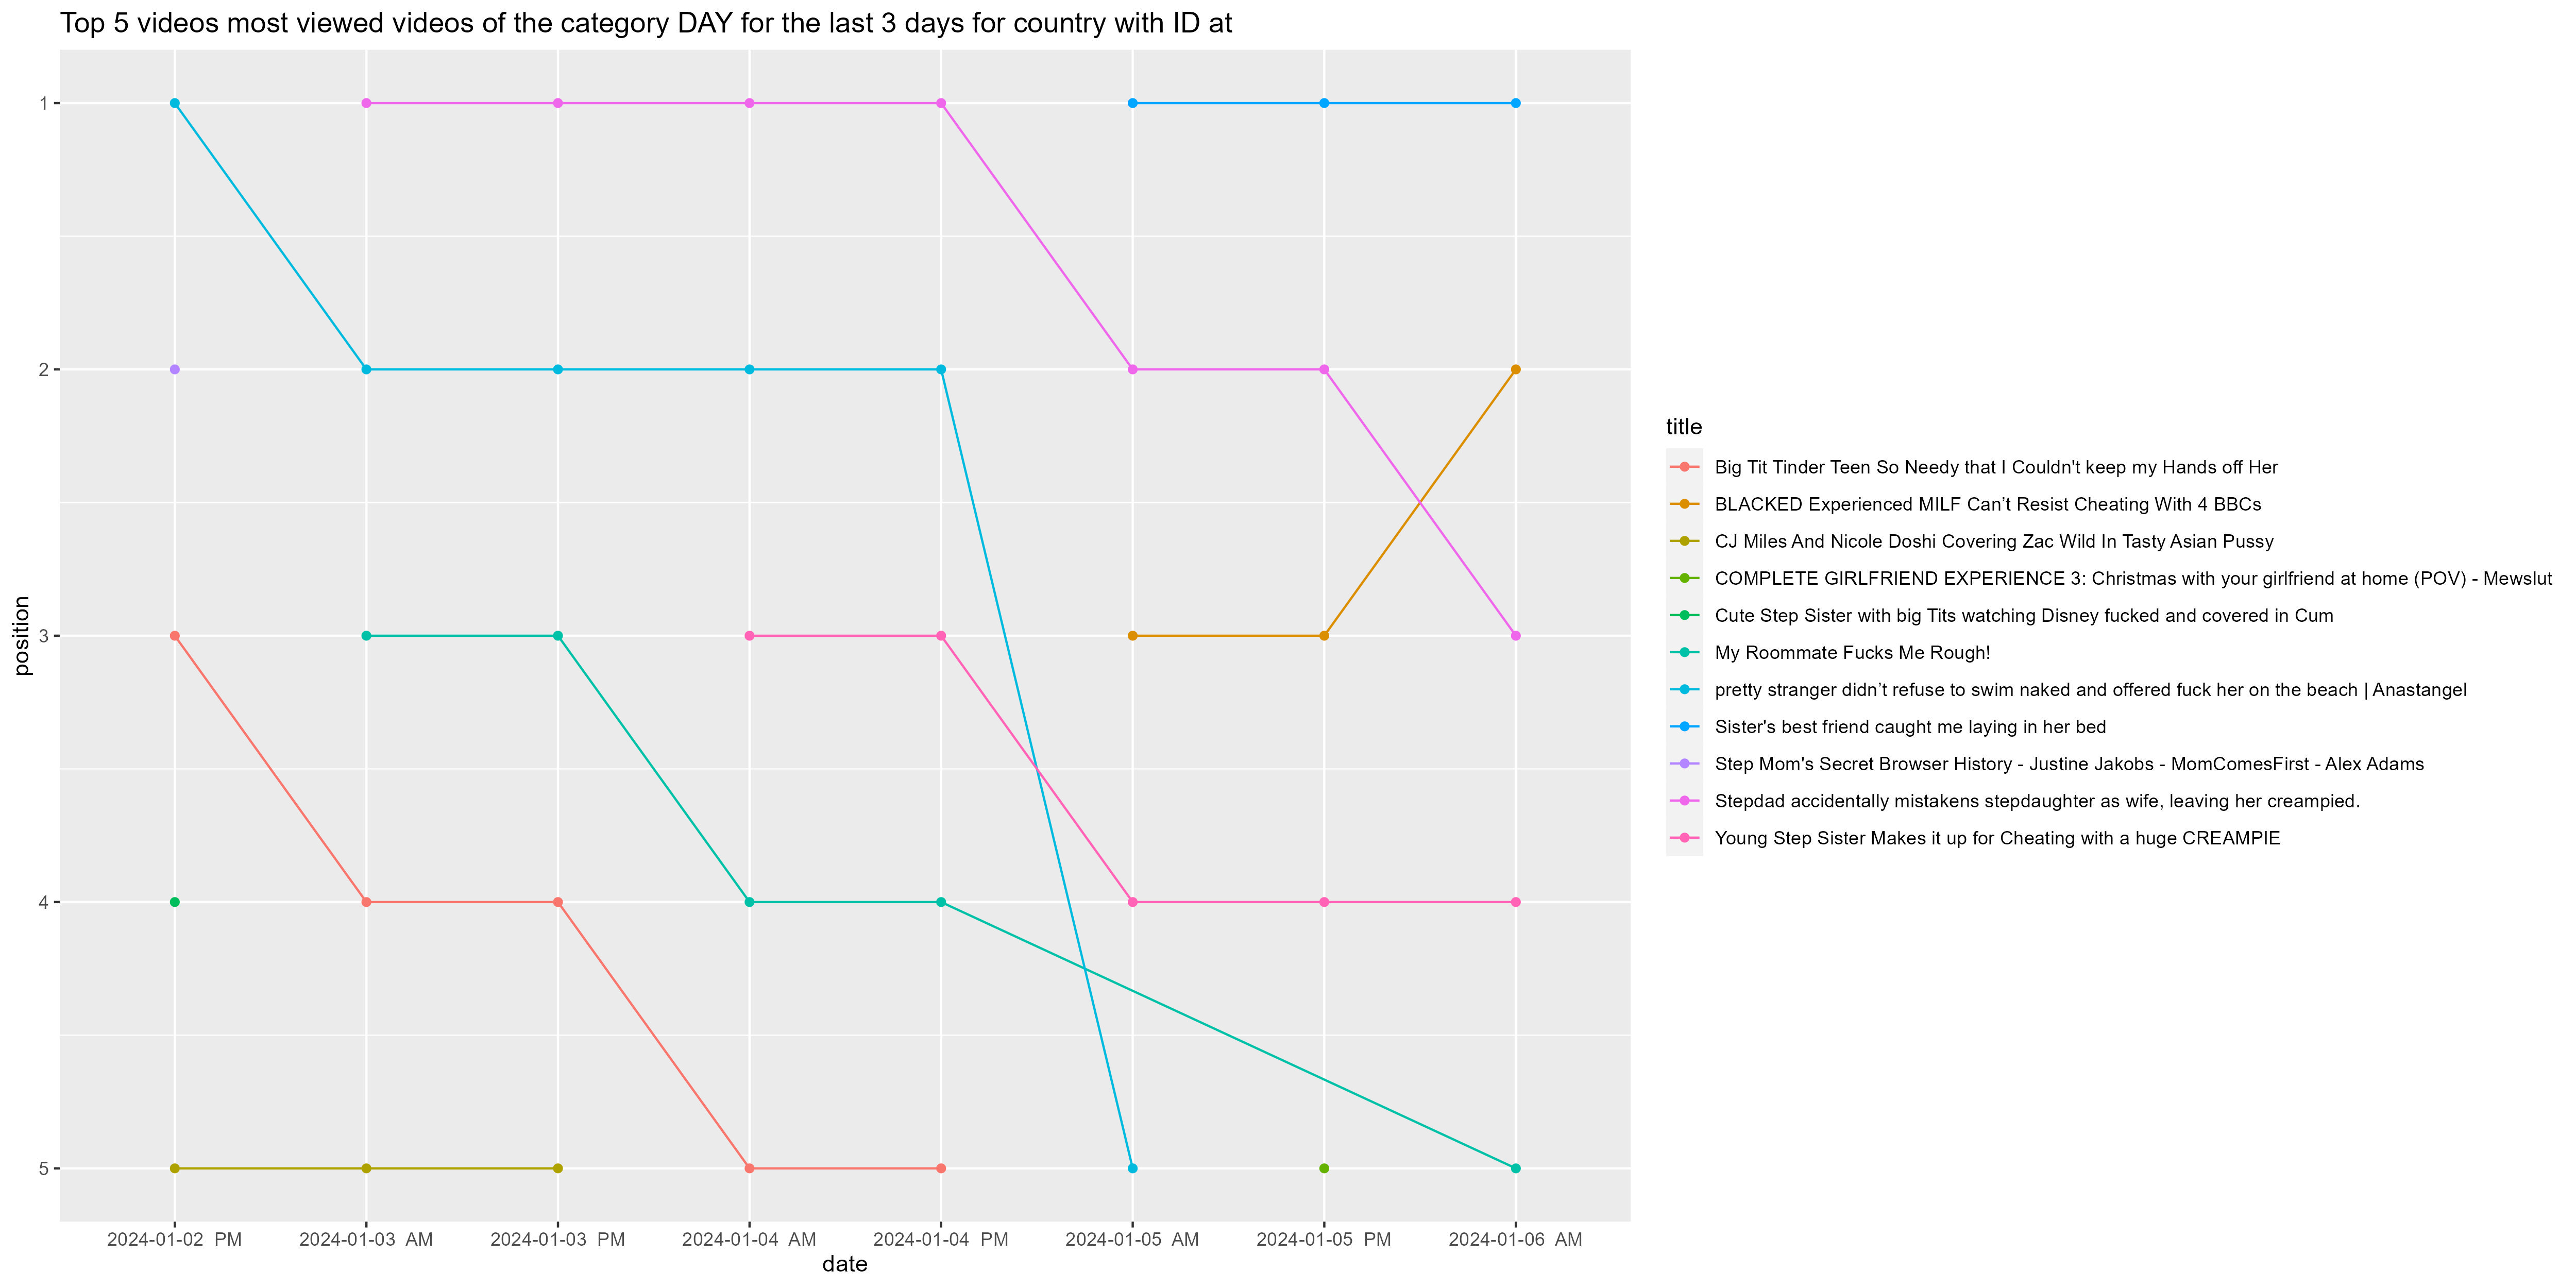 Top 5 videos most viewed videos of the category DAY for the last 3 days for country with ID at
position
1
2
3
4
5
2024-01-02 PM
2024-01-03 AM
2024-01-03 PM
2024-01-04 AM
2024-01-04 PM
2024-01-05 AM
2024-01-05 PM
2024-01-06 AM
date
title
Big Tit Tinder Teen So Needy that I Couldn't keep my Hands off Her
BLACKED Experienced MILF Can’t Resist Cheating With 4 BBCs
CJ Miles And Nicole Doshi Covering Zac Wild In Tasty Asian Pussy
COMPLETE GIRLFRIEND EXPERIENCE 3: Christmas with your girlfriend at home (POV) - Mewslut
Cute Step Sister with big Tits watching Disney fucked and covered in Cum
My Roommate Fucks Me Rough!
pretty stranger didn’t refuse to swim naked and offered fuck her on the beach | Anastangel
Sister's best friend caught me laying in her bed
Step Mom's Secret Browser History - Justine Jakobs - MomComesFirst - Alex Adams
Stepdad accidentally mistakens stepdaughter as wife, leaving her creampied.
Young Step Sister Makes it up for Cheating with a huge CREAMPIE